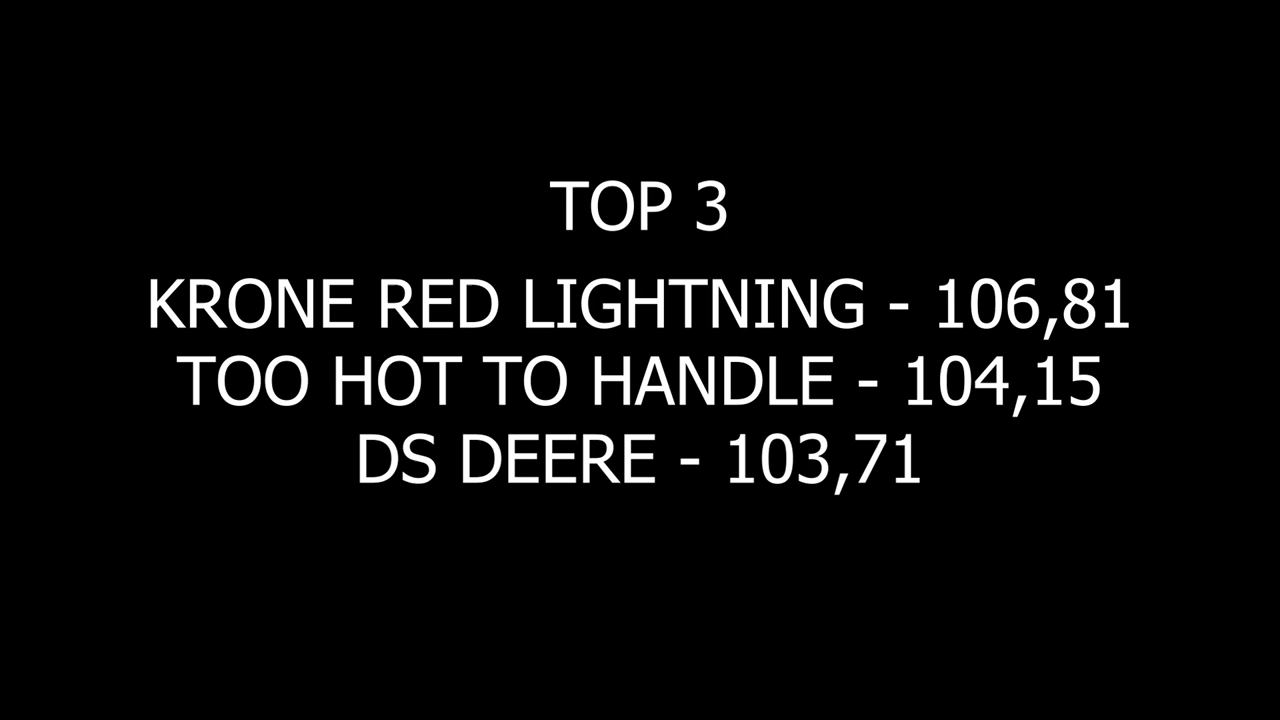 TOP 3
KRONE RED LIGHTNING - 106,81
TOO HOT TO HANDLE - 104,15
DS DEERE - 103,71